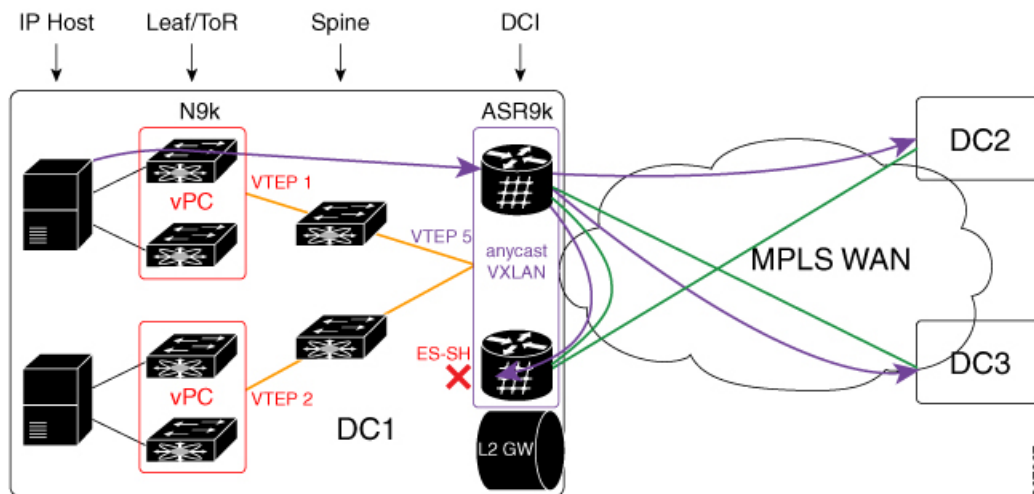 IP Host Leaf/ToR Spine DCI
N9k ASR9k
DC2
VTEP 1
vPC
VTEP 5
anycast
VXLAN
MPLS WAN
ES-SH
DC3
vPC
VTEP 2
DC1
L2 GW